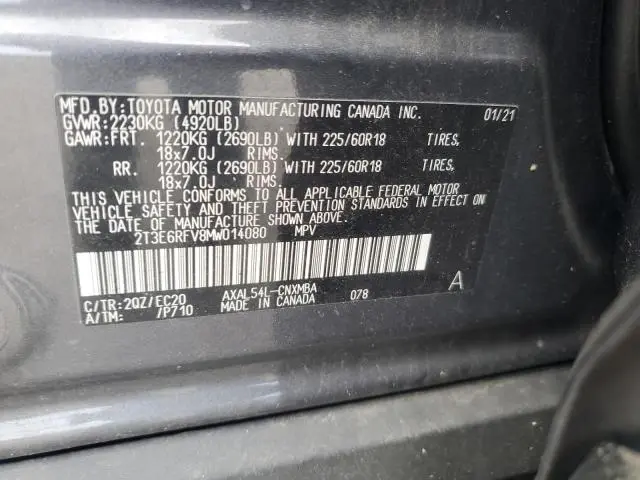 MFD.BY:TOYOTA MOTOR MANUFACTURING CANADA INC. 01/21
GVWR:2230KG (4920LB)
GAWR:FRT. 1220KG (2690LB) WITH 225/60R18 TIRES,
18x7.0J RIMS.
RR. 1220KG (2690LB) WITH 225/60R18 TIRES,
18x7.0J RIMS.
THIS VEHICLE CONFORMS TO ALL APPLICABLE FEDERAL MOTOR
VEHICLE SAFETY AND THEFT PREVENTION STANDARDS IN EFFECT ON
THE DATE OF MANUFACTURE SHOWN ABOVE.
2T3E6RFV8MW014080 MPV
C/TR:2QZ/EC20 AXAL54L-CNXMBA 078 A
A/TM: /P710 MADE IN CANADA